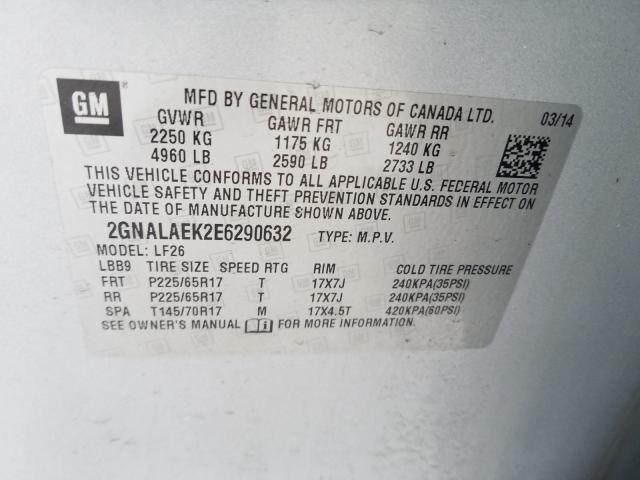 GM
MFD BY GENERAL MOTORS OF CANADA LTD. 03/14
GVWR GAWR FRT GAWR RR
2250 KG 1175 KG 1240 KG
4960 LB 2590 LB 2733 LB
THIS VEHICLE CONFORMS TO ALL APPLICABLE U.S. FEDERAL MOTOR
VEHICLE SAFETY AND THEFT PREVENTION STANDARDS IN EFFECT ON
THE DATE OF MANUFACTURE SHOWN ABOVE.
2GNALAEK2E6290632 TYPE: M.P.V.
MODEL: LF26
LBB9 TIRE SIZE SPEED RTG RIM COLD TIRE PRESSURE
FRT P225/65R17 T 17X7J 240KPA(35PSI)
RR P225/65R17 T 17X7J 240KPA(35PSI)
SPA T145/70R17 M 17X4.5T 420KPA(60PSI)
SEE OWNER'S MANUAL FOR MORE INFORMATION